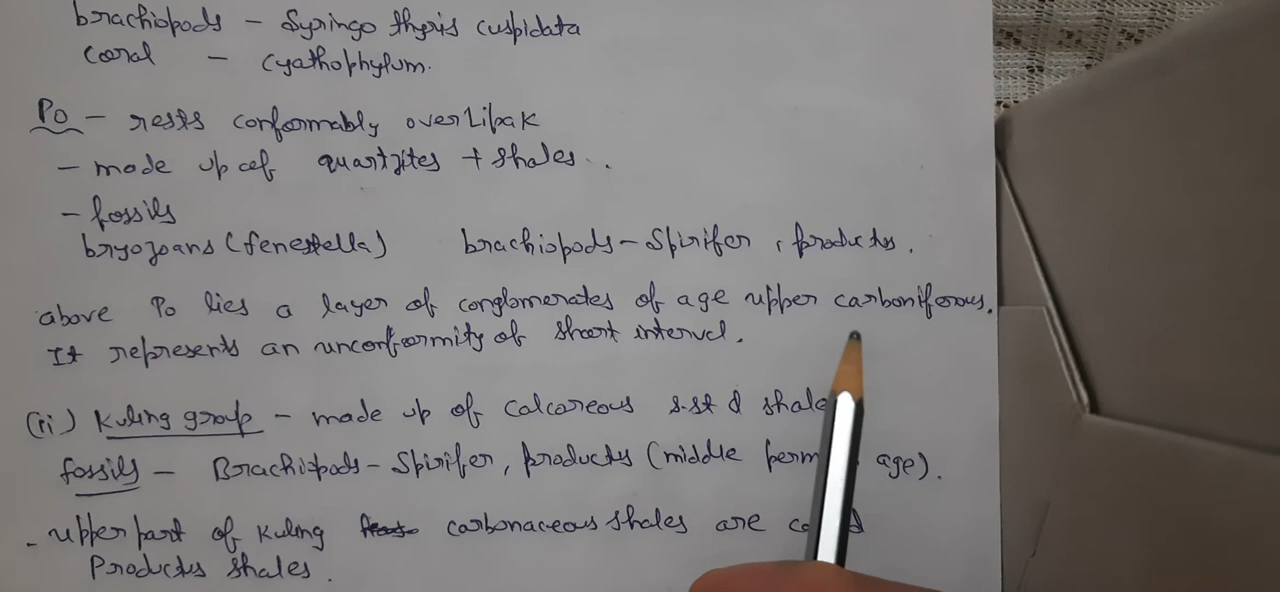 brachiopods - Syringo thyris cuspidata
Coral - Cyathophylum.
Po - rests conformably over Lipak
- made up of quartzites + shales.
- fossils
bryozoans (fenestella) brachiopods - Spirifer, productus.
above Po lies a layer of conglomerates of age upper carboniferous.
It represents an unconformity of short interval.
(ii) Kuling group - made up of Calcareous s.st & shale
fossils - Brachiopods - Spirifer, productus (middle perm age).
- upper part of Kuling carbonaceous shales are
Productus shales.